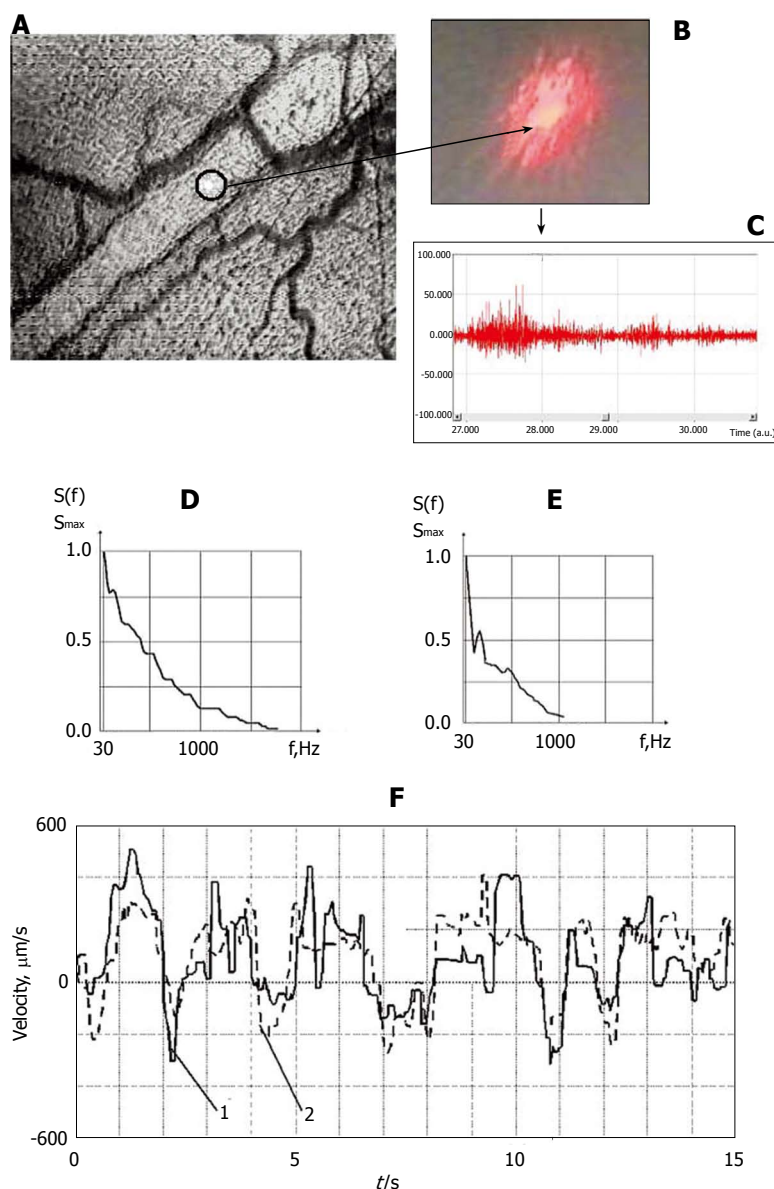 A
B
C
100.000
50.000
0.000
-50.000
-100.000
27.000 28.000 29.000 30.000 Time (a.u.)
D
S(f)
Smax
1.0
0.5
0.0
30 1000 f,Hz
E
S(f)
Smax
1.0
0.5
0.0
30 1000 f,Hz
F
600
Velocity, μm/s
0
1 2
-600
0 5 10 15
t/s